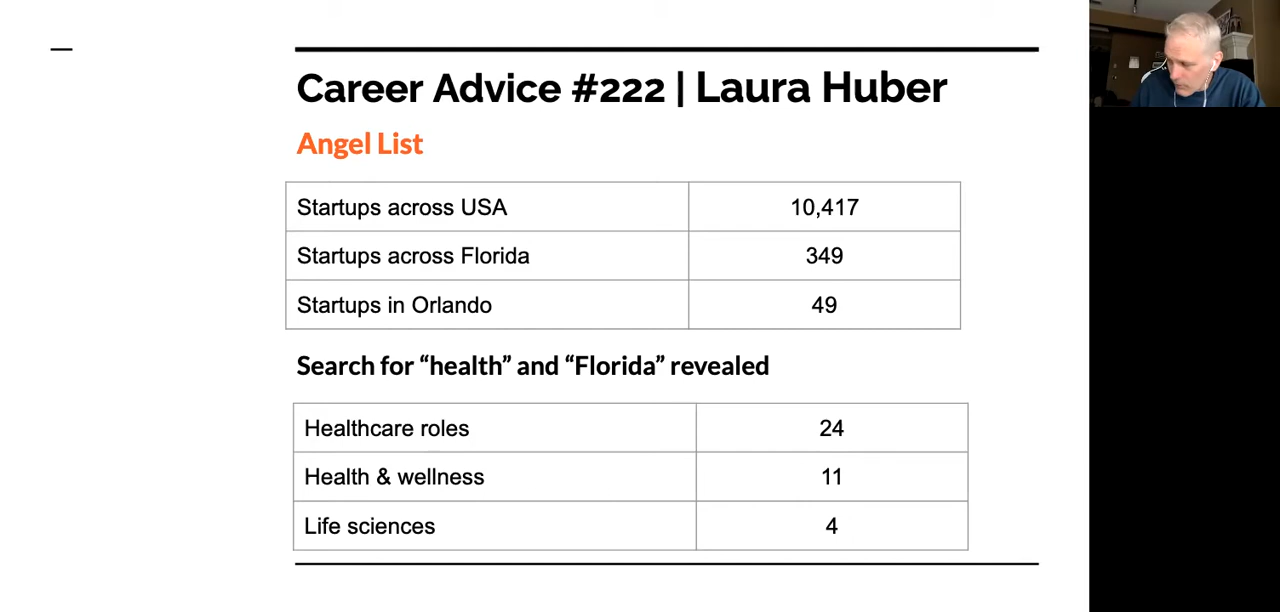 Career Advice #222 | Laura Huber
Angel List
Startups across USA 10,417
Startups across Florida 349
Startups in Orlando 49
Search for “health” and “Florida” revealed
Healthcare roles 24
Health & wellness 11
Life sciences 4